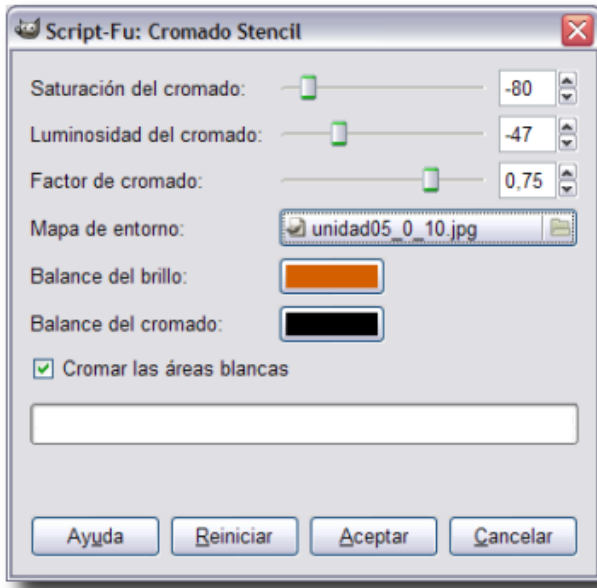 Script-Fu: Cromado Stencil
Saturación del cromado: -80
Luminosidad del cromado: -47
Factor de cromado: 0,75
Mapa de entorno: unidad05_0_10.jpg
Balance del brillo:
Balance del cromado:
Cromar las áreas blancas
Ayuda Reiniciar Aceptar Cancelar